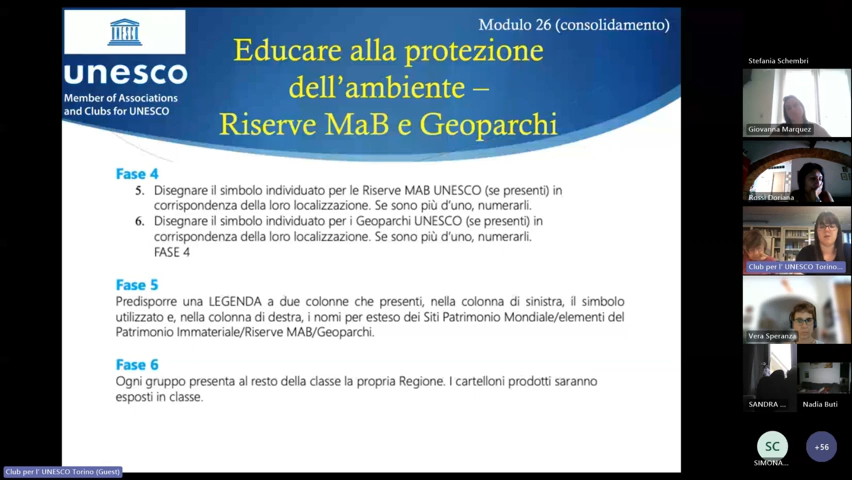 Modulo 26 (consolidamento)
unesco
Member of Associations
and Clubs for UNESCO
Educare alla protezione
dell'ambiente –
Riserve MaB e Geoparchi
Fase 4
5. Disegnare il simbolo individuato per le Riserve MAB UNESCO (se presenti) in
corrispondenza della loro localizzazione. Se sono più d'uno, numerarli.
6. Disegnare il simbolo individuato per i Geoparchi UNESCO (se presenti) in
corrispondenza della loro localizzazione. Se sono più d'uno, numerarli.
FASE 4
Fase 5
Predisporre una LEGENDA a due colonne che presenti, nella colonna di sinistra, il simbolo
utilizzato e, nella colonna di destra, i nomi per esteso dei Siti Patrimonio Mondiale/elementi del
Patrimonio Immateriale/Riserve MAB/Geoparchi.
Fase 6
Ogni gruppo presenta al resto della classe la propria Regione. I cartelloni prodotti saranno
esposti in classe.
Stefania Schembri
Giovanna Marquez
Rossi Doriana
Club per l' UNESCO Torino...
Vera Speranza
SANDRA ...
Nadia Buti
SC
+56
SIMONA...
Club per l' UNESCO Torino (Guest)